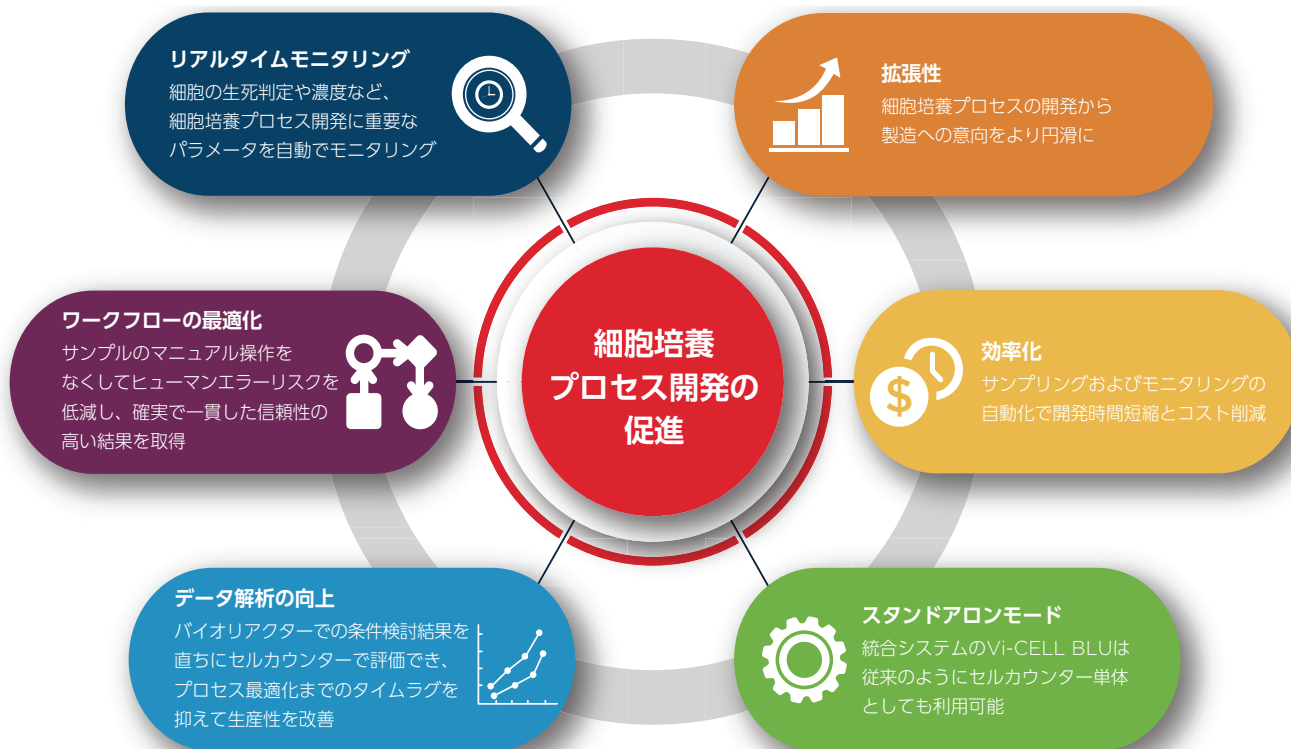 リアルタイムモニタリング
細胞の生死判定や濃度など、
細胞培養プロセス開発に重要な
パラメータを自動でモニタリング
拡張性
細胞培養プロセスの開発から
製造への意向をより円滑に
ワークフローの最適化
サンプルのマニュアル操作を
なくしてヒューマンエラーリスクを
低減し、確実で一貫した信頼性の
高い結果を取得
細胞培養
プロセス開発の
促進
効率化
サンプリングおよびモニタリングの
自動化で開発時間短縮とコスト削減
$
データ解析の向上
バイオリアクターでの条件検討結果を
直ちにセルカウンターで評価でき、
プロセス最適化までのタイムラグを
抑えて生産性を改善
スタンドアロンモード
統合システムのVi-CELL BLUは
従来のようにセルカウンター単体
としても利用可能